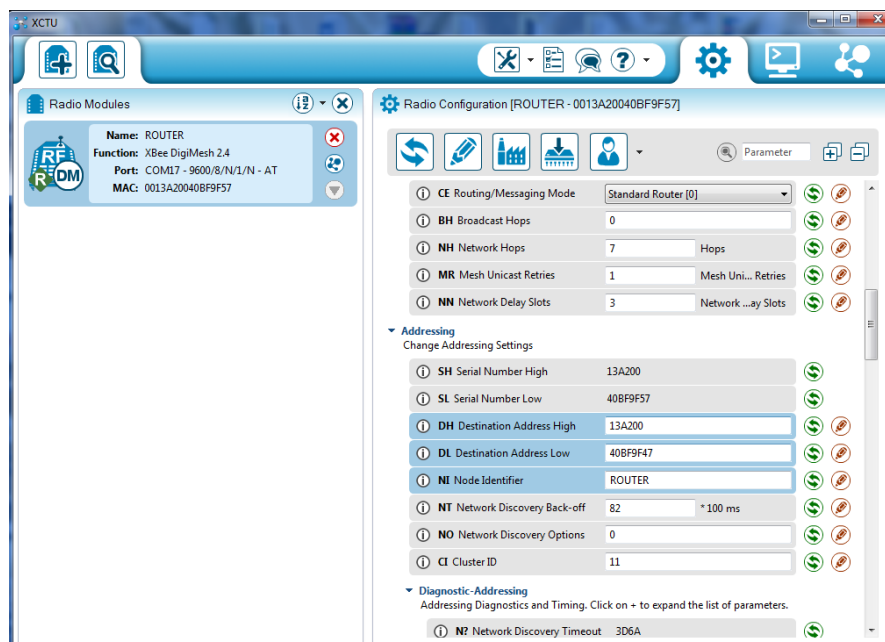 XCTU
Radio Modules
Name: ROUTER
Function: XBee DigiMesh 2.4
Port: COM17 - 9600/8/N/1/N - AT
MAC: 0013A20040BF9F57
RF
R
DM
Radio Configuration [ROUTER - 0013A20040BF9F57]
Parameter
CE Routing/Messaging Mode Standard Router [0]
BH Broadcast Hops 0
NH Network Hops 7 Hops
MR Mesh Unicast Retries 1 Mesh Uni... Retries
NN Network Delay Slots 3 Network ...ay Slots
Addressing
Change Addressing Settings
SH Serial Number High 13A200
SL Serial Number Low 40BF9F57
DH Destination Address High 13A200
DL Destination Address Low 40BF9F47
NI Node Identifier ROUTER
NT Network Discovery Back-off 82 * 100 ms
NO Network Discovery Options 0
CI Cluster ID 11
Diagnostic-Addressing
Addressing Diagnostics and Timing. Click on + to expand the list of parameters.
N? Network Discovery Timeout 3D6A